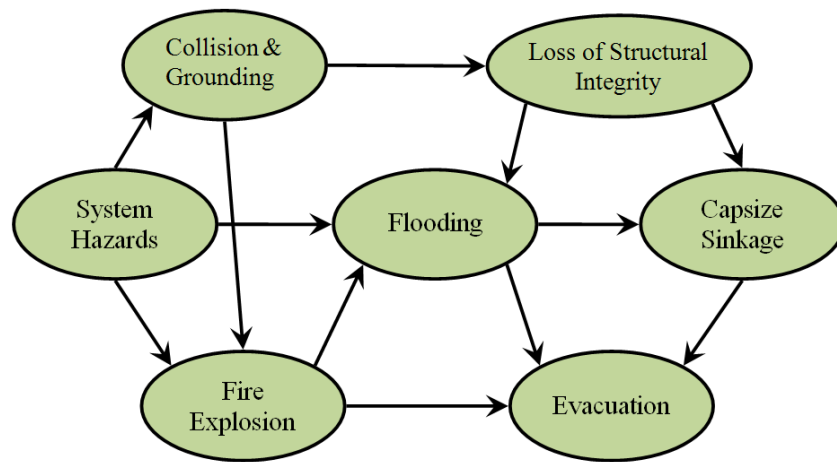 Collision &
Grounding
Loss of Structural
Integrity
System
Hazards
Flooding
Capsize
Sinkage
Fire
Explosion
Evacuation